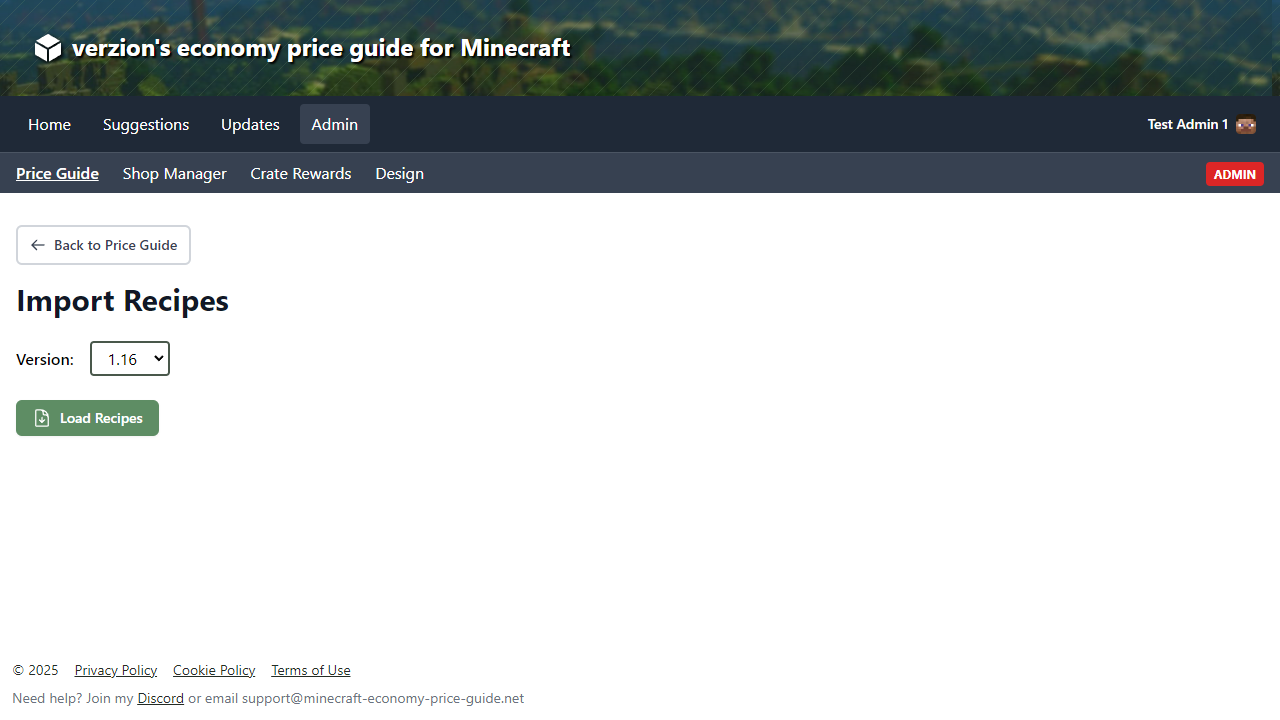 verzion's economy price guide for Minecraft
Home Suggestions Updates Admin Test Admin 1
Price Guide Shop Manager Crate Rewards Design ADMIN
Back to Price Guide
Import Recipes
Version: 1.16
Load Recipes
© 2025 Privacy Policy Cookie Policy Terms of Use
Need help? Join my Discord or email support@minecraft-economy-price-guide.net